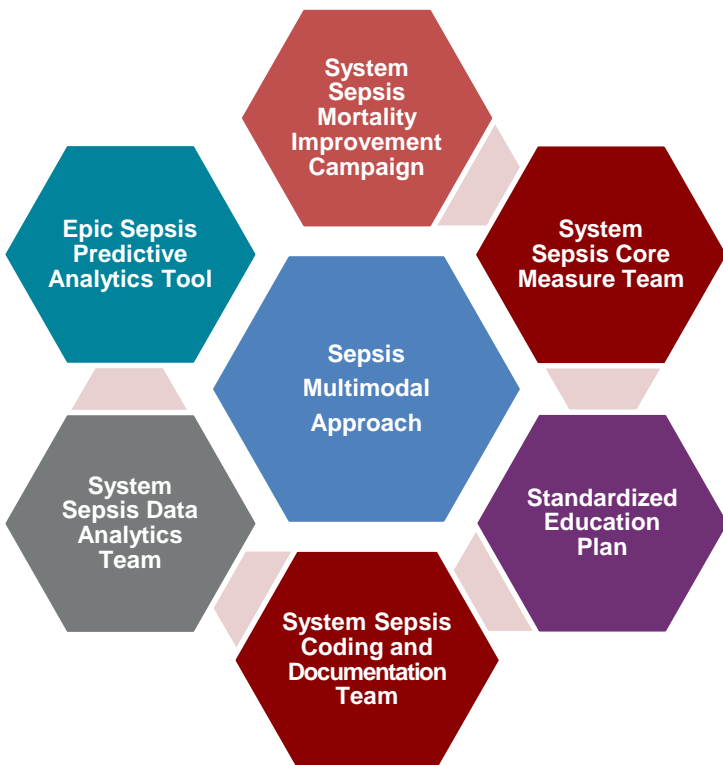 System
Sepsis
Mortality
Improvement
Campaign
System
Sepsis Core
Measure Team
Standardized
Education
Plan
System Sepsis
Coding and
Documentation
Team
System
Sepsis Data
Analytics
Team
Epic Sepsis
Predictive
Analytics Tool
Sepsis
Multimodal
Approach